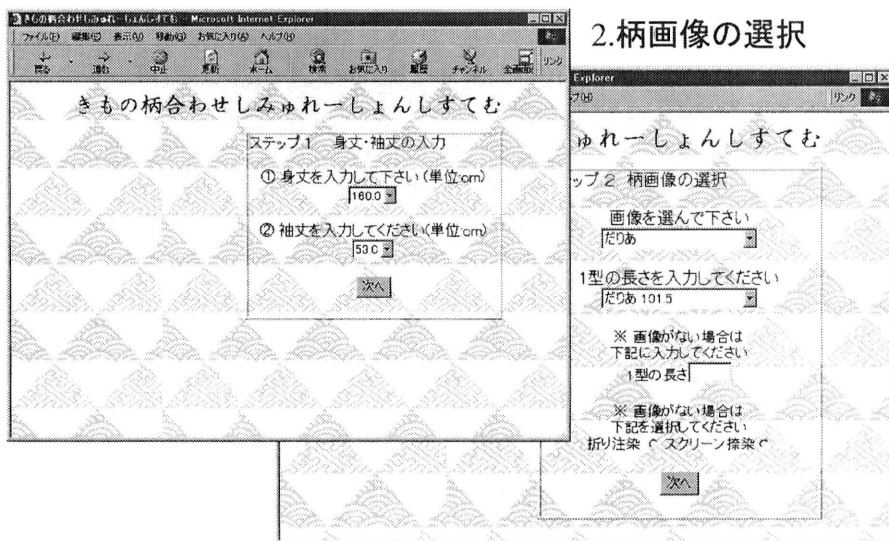 きもの柄合わせしみゅれーしょんしすてむ - Microsoft Internet Explorer
ファイル(F) 編集(E) 表示(V) 移動(G) お気に入り(A) ヘルプ(H)
戻る 進む 中止 更新 ホーム 検索 お気に入り 履歴 チャンネル 全画面 リンク
きもの柄合わせしみゅれーしょんしすてむ
ステップ1 身丈・袖丈の入力
① 身丈を入力して下さい(単位:cm)
160.0
② 袖丈を入力してください(単位:cm)
53.0
次へ
2.柄画像の選択
Explorer
プ(H) リンク
ゅれーしょんしすてむ
ップ2 柄画像の選択
画像を選んで下さい
だりあ
1型の長さを入力してください
だりあ 101.5
※ 画像がない場合は
下記に入力してください
1型の長さ
※ 画像がない場合は
下記を選択してください
折り注染 スクリーン捺染
次へ